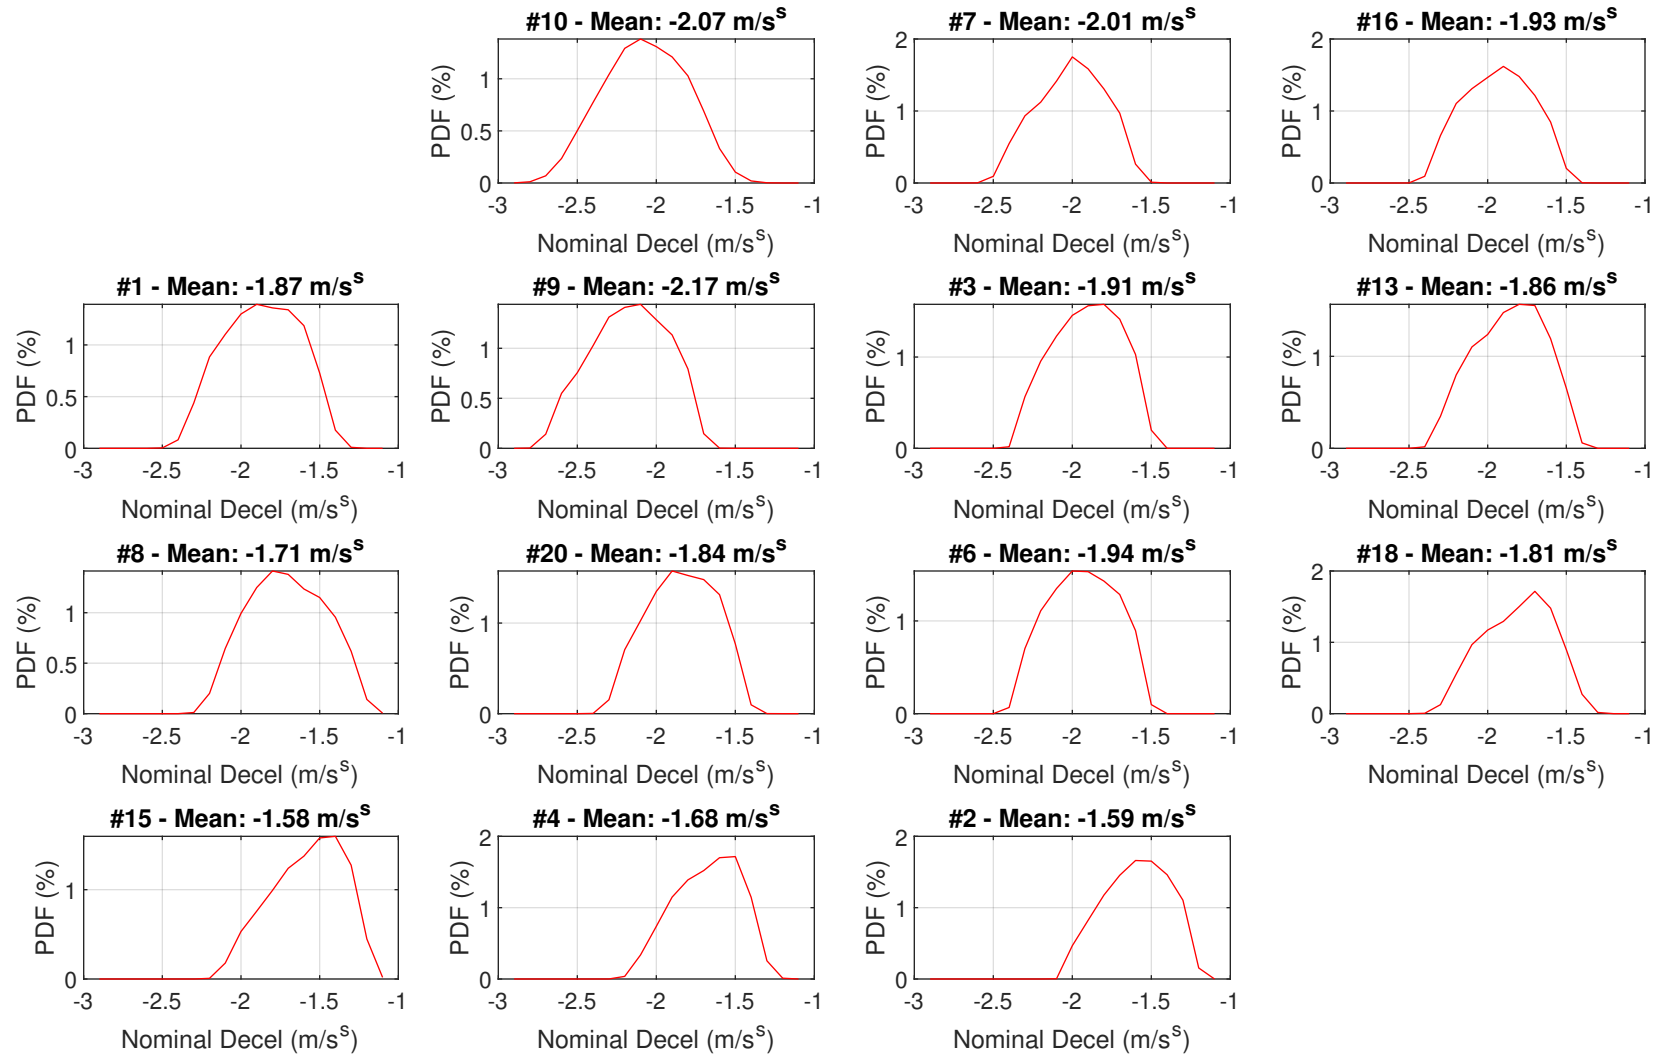 #10 - Mean: -2.07 m/s^s
PDF (%)
1
0.5
0
-3 -2.5 -2 -1.5 -1
Nominal Decel (m/s^s)
#7 - Mean: -2.01 m/s^s
PDF (%)
2
1
0
-3 -2.5 -2 -1.5 -1
Nominal Decel (m/s^s)
#16 - Mean: -1.93 m/s^s
PDF (%)
2
1
0
-3 -2.5 -2 -1.5 -1
Nominal Decel (m/s^s)
#1 - Mean: -1.87 m/s^s
PDF (%)
1
0.5
0
-3 -2.5 -2 -1.5 -1
Nominal Decel (m/s^s)
#9 - Mean: -2.17 m/s^s
PDF (%)
1
0.5
0
-3 -2.5 -2 -1.5 -1
Nominal Decel (m/s^s)
#3 - Mean: -1.91 m/s^s
PDF (%)
1
0
-3 -2.5 -2 -1.5 -1
Nominal Decel (m/s^s)
#13 - Mean: -1.86 m/s^s
PDF (%)
1
0
-3 -2.5 -2 -1.5 -1
Nominal Decel (m/s^s)
#8 - Mean: -1.71 m/s^s
PDF (%)
1
0.5
0
-3 -2.5 -2 -1.5 -1
Nominal Decel (m/s^s)
#20 - Mean: -1.84 m/s^s
PDF (%)
1
0
-3 -2.5 -2 -1.5 -1
Nominal Decel (m/s^s)
#6 - Mean: -1.94 m/s^s
PDF (%)
1
0
-3 -2.5 -2 -1.5 -1
Nominal Decel (m/s^s)
#18 - Mean: -1.81 m/s^s
PDF (%)
2
1
0
-3 -2.5 -2 -1.5 -1
Nominal Decel (m/s^s)
#15 - Mean: -1.58 m/s^s
PDF (%)
1
0
-3 -2.5 -2 -1.5 -1
Nominal Decel (m/s^s)
#4 - Mean: -1.68 m/s^s
PDF (%)
2
1
0
-3 -2.5 -2 -1.5 -1
Nominal Decel (m/s^s)
#2 - Mean: -1.59 m/s^s
PDF (%)
2
1
0
-3 -2.5 -2 -1.5 -1
Nominal Decel (m/s^s)